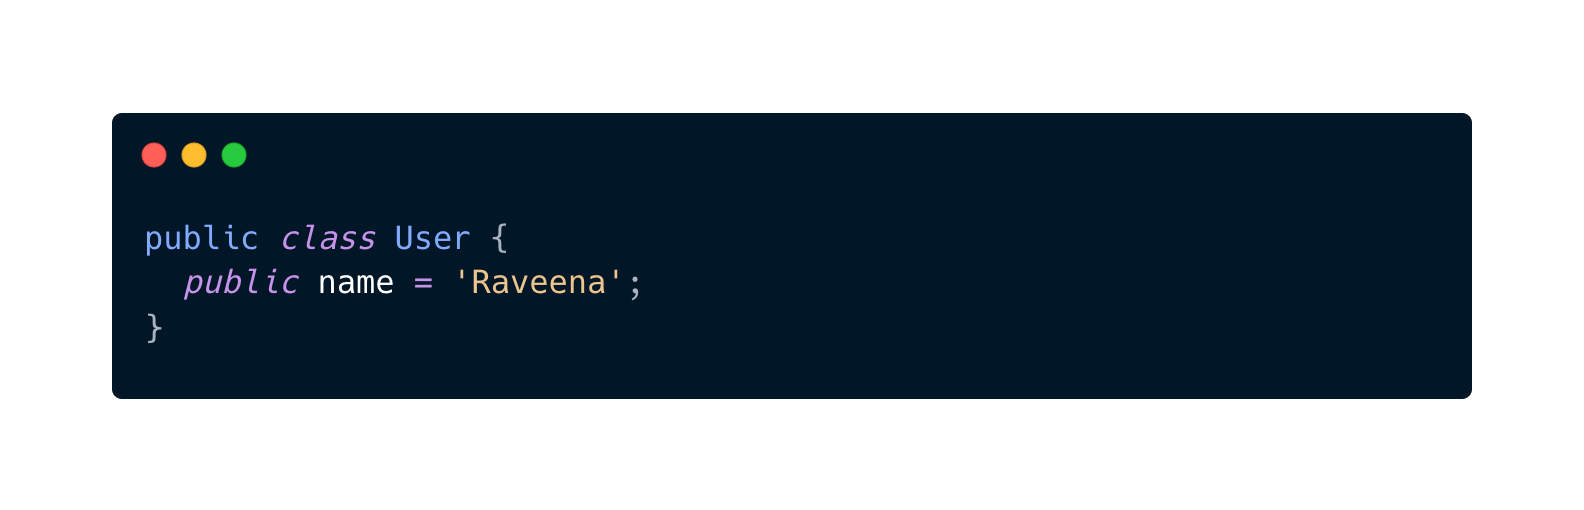 public class User {
  public name = 'Raveena';
}